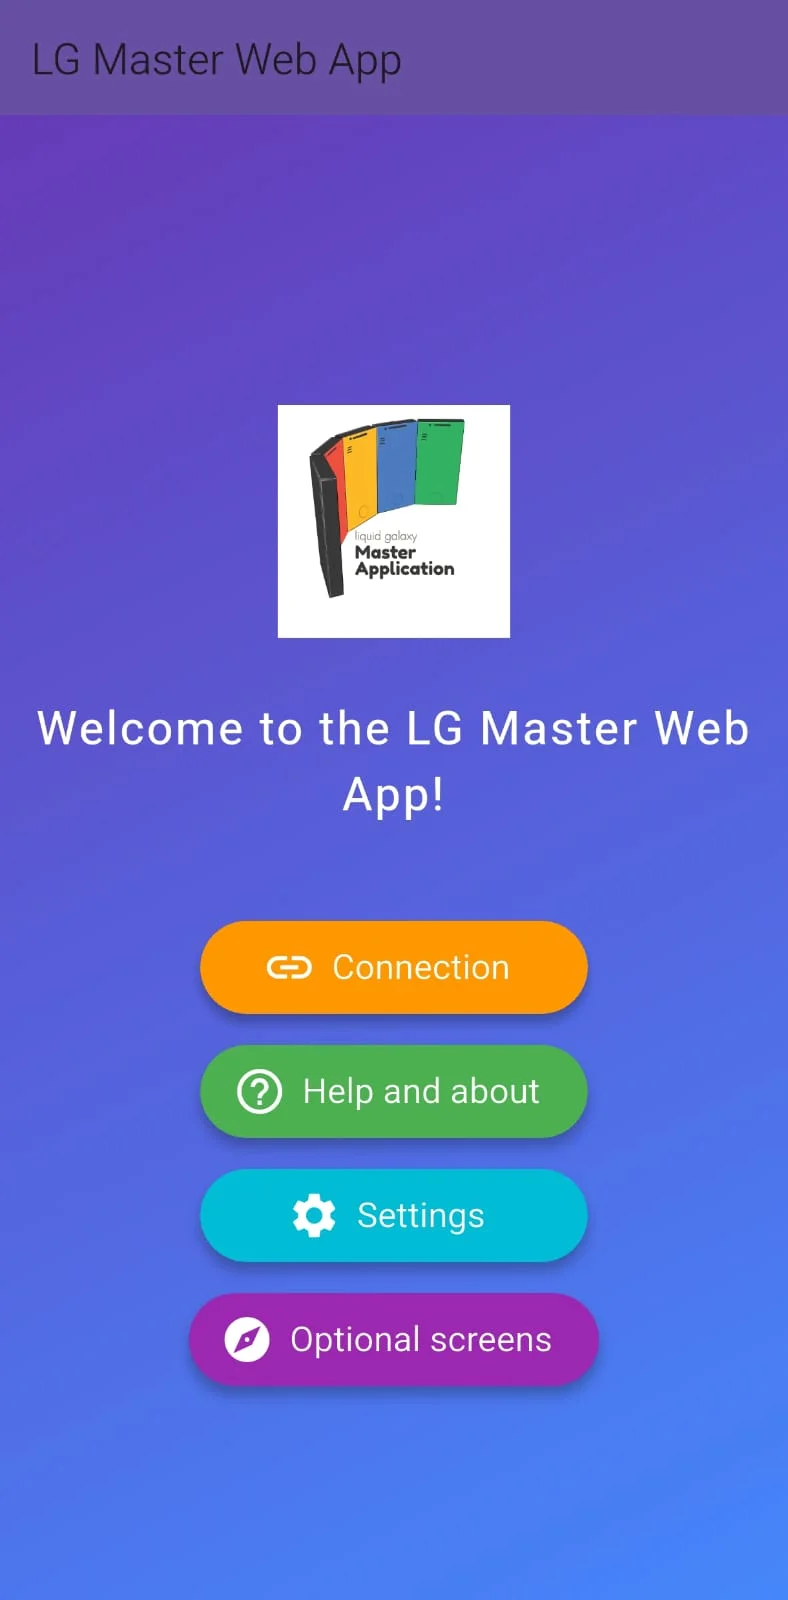 LG Master Web App
liquid galaxy
Master
Application
Welcome to the LG Master Web
App!
Connection
Help and about
Settings
Optional screens